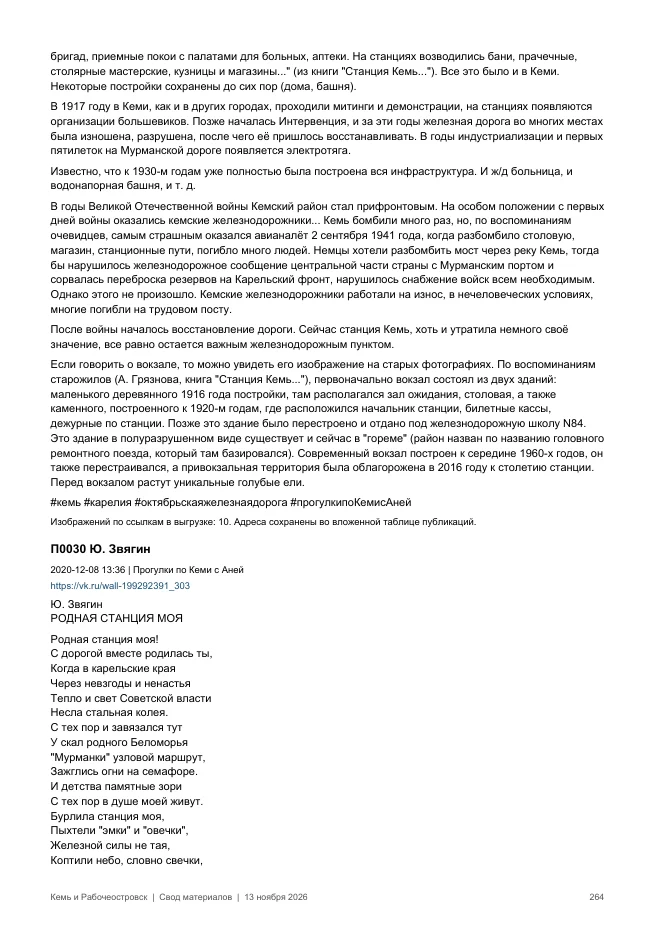 бригад, приемные покои с палатами для больных, аптеки. На станциях возводились бани, прачечные,
столярные мастерские, кузницы и магазины..." (из книги "Станция Кемь..."). Все это было и в Кеми.
Некоторые постройки сохранены до сих пор (дома, башня).
В 1917 году в Кеми, как и в других городах, проходили митинги и демонстрации, на станциях появляются
организации большевиков. Позже началась Интервенция, и за эти годы железная дорога во многих местах
была изношена, разрушена, после чего её пришлось восстанавливать. В годы индустриализации и первых
пятилеток на Мурманской дороге появляется электротяга.
Известно, что к 1930-м годам уже полностью была построена вся инфраструктура. И ж/д больница, и
водонапорная башня, и т. д.
В годы Великой Отечественной войны Кемский район стал прифронтовым. На особом положении с первых
дней войны оказались кемские железнодорожники... Кемь бомбили много раз, но, по воспоминаниям
очевидцев, самым страшным оказался авианалёт 2 сентября 1941 года, когда разбомбило столовую,
магазин, станционные пути, погибло много людей. Немцы хотели разбомбить мост через реку Кемь, тогда
бы нарушилось железнодорожное сообщение центральной части страны с Мурманским портом и
сорвалась переброска резервов на Карельский фронт, нарушилось снабжение войск всем необходимым.
Однако этого не произошло. Кемские железнодорожники работали на износ, в нечеловеческих условиях,
многие погибли на трудовом посту.
После войны началось восстановление дороги. Сейчас станция Кемь, хоть и утратила немного своё
значение, все равно остается важным железнодорожным пунктом.
Если говорить о вокзале, то можно увидеть его изображение на старых фотографиях. По воспоминаниям
старожилов (А. Грязнова, книга "Станция Кемь..."), первоначально вокзал состоял из двух зданий:
маленького деревянного 1916 года постройки, там располагался зал ожидания, столовая, а также
каменного, построенного к 1920-м годам, где расположился начальник станции, билетные кассы,
дежурные по станции. Позже это здание было перестроено и отдано под железнодорожную школу N84.
Это здание в полуразрушенном виде существует и сейчас в "гореме" (район назван по названию головного
ремонтного поезда, который там базировался). Современный вокзал построен к середине 1960-х годов, он
также перестраивался, а привокзальная территория была облагорожена в 2016 году к столетию станции.
Перед вокзалом растут уникальные голубые ели.
#кемь #карелия #октябрьскаяжелезнаядорога #прогулкипоКемисАней
Изображений по ссылкам в выгрузке: 10. Адреса сохранены во вложенной таблице публикаций.
П0030 Ю. Звягин
2020-12-08 13:36 | Прогулки по Кеми с Аней
https://vk.ru/wall-199292391_303
Ю. Звягин
РОДНАЯ СТАНЦИЯ МОЯ
Родная станция моя!
С дорогой вместе родилась ты,
Когда в карельские края
Через невзгоды и ненастья
Тепло и свет Советской власти
Несла стальная колея.
С тех пор и завязался тут
У скал родного Беломорья
"Мурманки" узловой маршрут,
Зажглись огни на семафоре.
И детства памятные зори
С тех пор в душе моей живут.
Бурлила станция моя,
Пыхтели "эмки" и "овечки",
Железной силы не тая,
Коптили небо, словно свечки,
Кемь и Рабочеостровск | Свод материалов | 13 ноября 2026
264